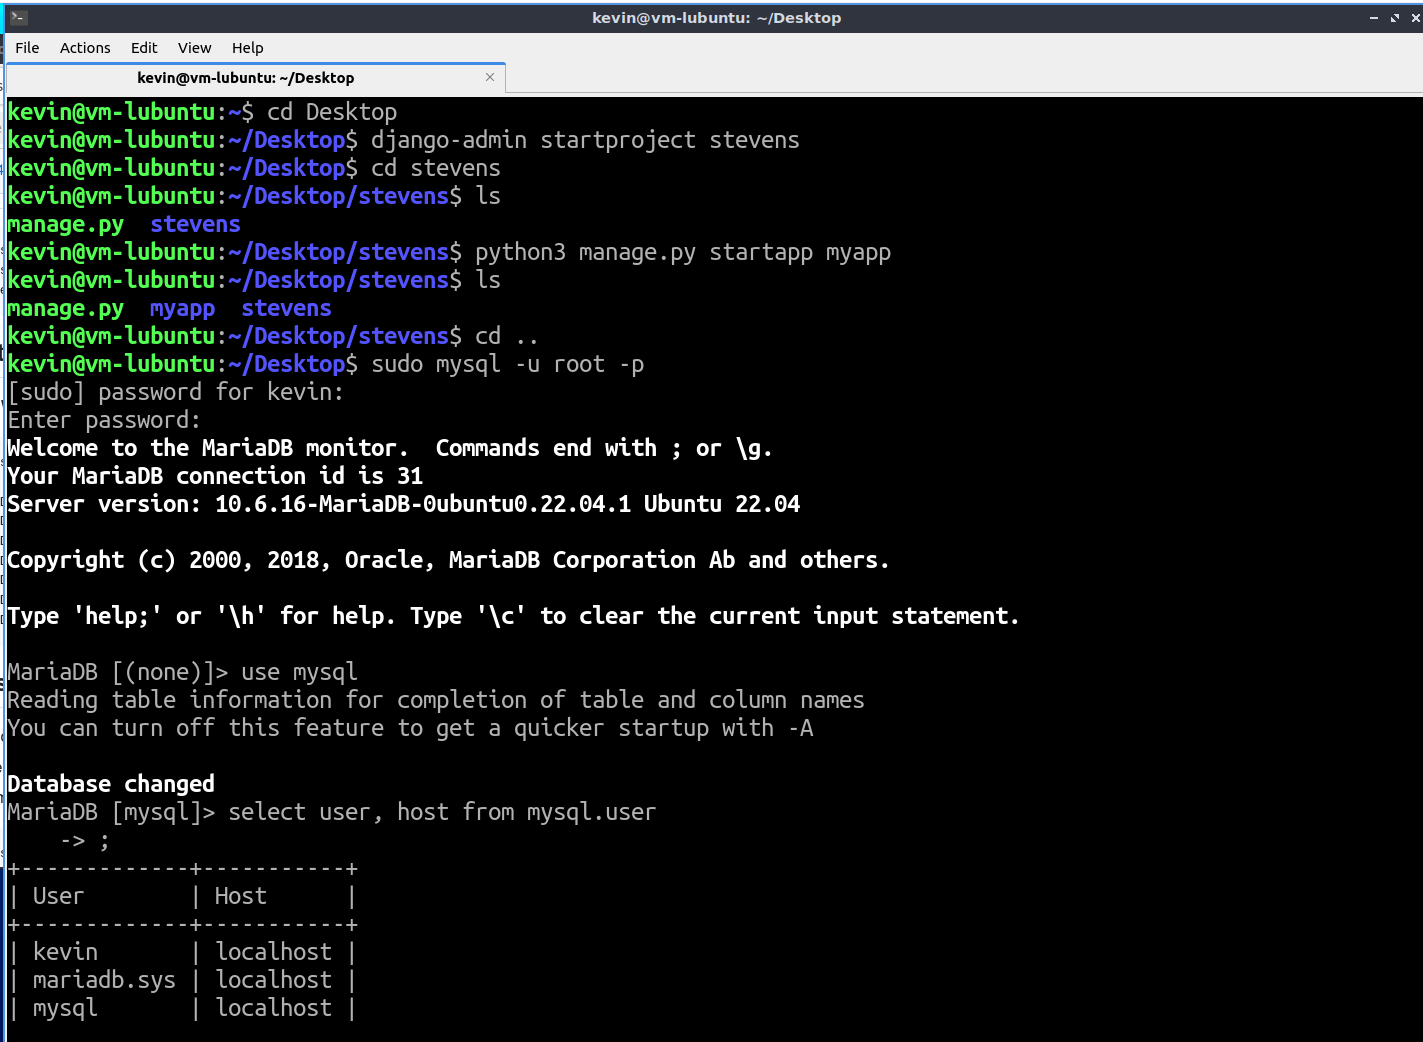 kevin@vm-lubuntu: ~/Desktop
File Actions Edit View Help
kevin@vm-lubuntu: ~/Desktop
kevin@vm-lubuntu:~$ cd Desktop
kevin@vm-lubuntu:~/Desktop$ django-admin startproject stevens
kevin@vm-lubuntu:~/Desktop$ cd stevens
kevin@vm-lubuntu:~/Desktop/stevens$ ls
manage.py  stevens
kevin@vm-lubuntu:~/Desktop/stevens$ python3 manage.py startapp myapp
kevin@vm-lubuntu:~/Desktop/stevens$ ls
manage.py  myapp  stevens
kevin@vm-lubuntu:~/Desktop/stevens$ cd ..
kevin@vm-lubuntu:~/Desktop$ sudo mysql -u root -p
[sudo] password for kevin:
Enter password:
Welcome to the MariaDB monitor.  Commands end with ; or \g.
Your MariaDB connection id is 31
Server version: 10.6.16-MariaDB-0ubuntu0.22.04.1 Ubuntu 22.04
Copyright (c) 2000, 2018, Oracle, MariaDB Corporation Ab and others.
Type 'help;' or '\h' for help. Type '\c' to clear the current input statement.
MariaDB [(none)]> use mysql
Reading table information for completion of table and column names
You can turn off this feature to get a quicker startup with -A
Database changed
MariaDB [mysql]> select user, host from mysql.user
    -> ;
+-------------+-----------+
| User        | Host      |
+-------------+-----------+
| kevin       | localhost |
| mariadb.sys | localhost |
| mysql       | localhost |